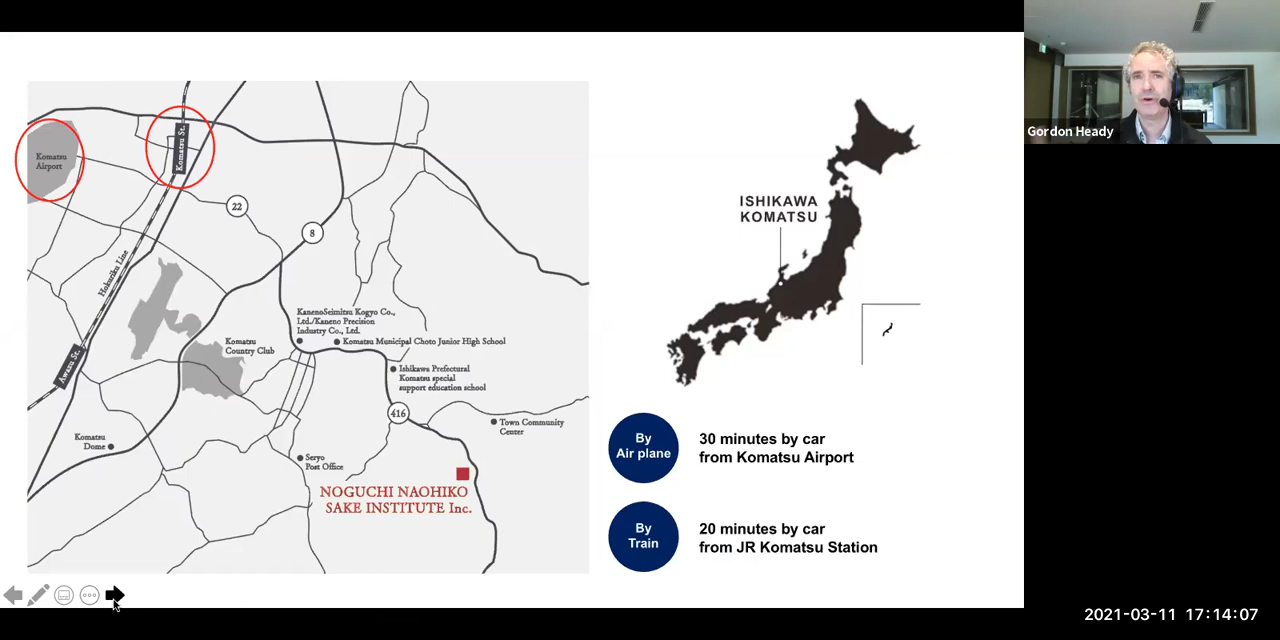 Gordon Heady
Komatsu
Airport
Komatsu St.
22
8
Hokuriku Line
KanenoSeimitsu Kogyo Co.,
Ltd./Kaneno Precision
Industry Co., Ltd.
Komatsu Municipal Choto Junior High School
Komatsu
Country Club
Ishikawa Prefectural
Komatsu special
support education school
Awazu St.
416
Town Community
Center
Komatsu
Dome
Seryo
Post Office
NOGUCHI NAOHIKO
SAKE INSTITUTE Inc.
ISHIKAWA
KOMATSU
By
Air plane
30 minutes by car
from Komatsu Airport
By
Train
20 minutes by car
from JR Komatsu Station
2021-03-11 17:14:07